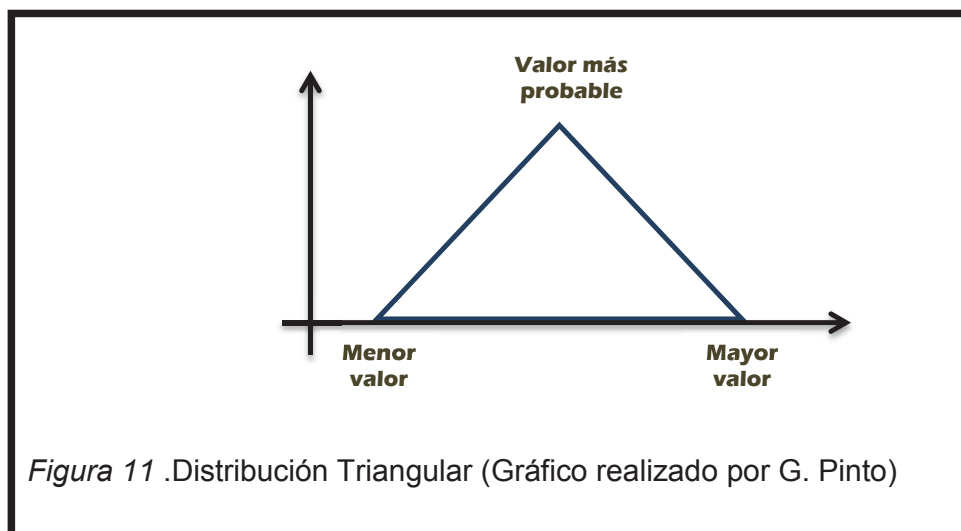 Valor más
probable
Menor
valor
Mayor
valor
Figura 11 .Distribución Triangular (Gráfico realizado por G. Pinto)